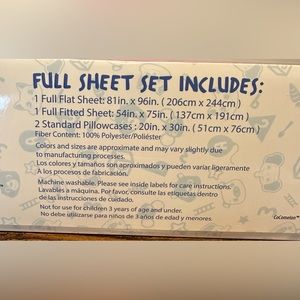 FULL SHEET SET INCLUDES:
1 Full Flat Sheet: 81in. x 96in. ( 206cm x 244cm )
1 Full Fitted Sheet: 54in. x 75in. ( 137cm x 191cm )
2 Standard Pillowcases : 20in. x 30in. ( 51cm x 76cm )
Fiber Content: 100% Polyester/Poliéster
Colors and sizes are approximate and may vary slightly due
to manufacturing processes.
Los colores y tamaños son aproximados y pueden variar ligeramente
A los procesos de fabricación.
Machine washable. Please see inside labels for care instructions.
Lavables a máquina. Por favor, consulte las etiquetas dentro
de las instrucciones de cuidado.
Not for use for children 3 years of age and under.
No debe utilizarse para niños de 3 años de edad y menores.
CoComelon™